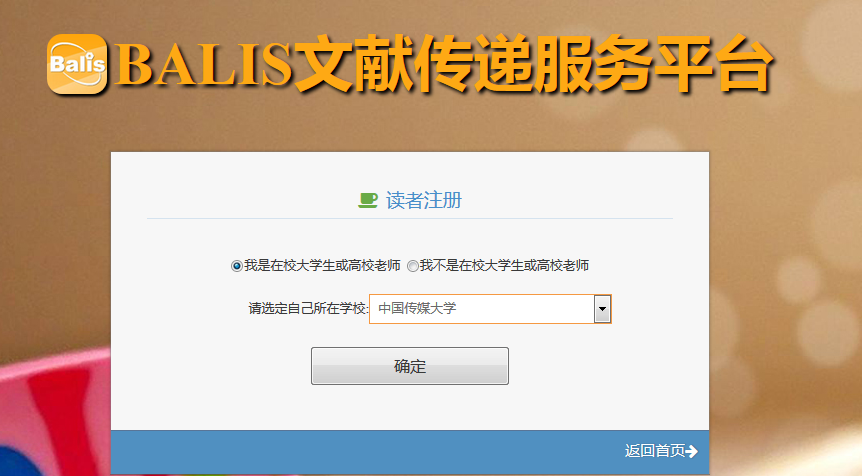 Balis BALIS文献传递服务平台
读者注册
我是在校大学生或高校老师 我不是在校大学生或高校老师
请选定自己所在学校: 中国传媒大学
确定
返回首页